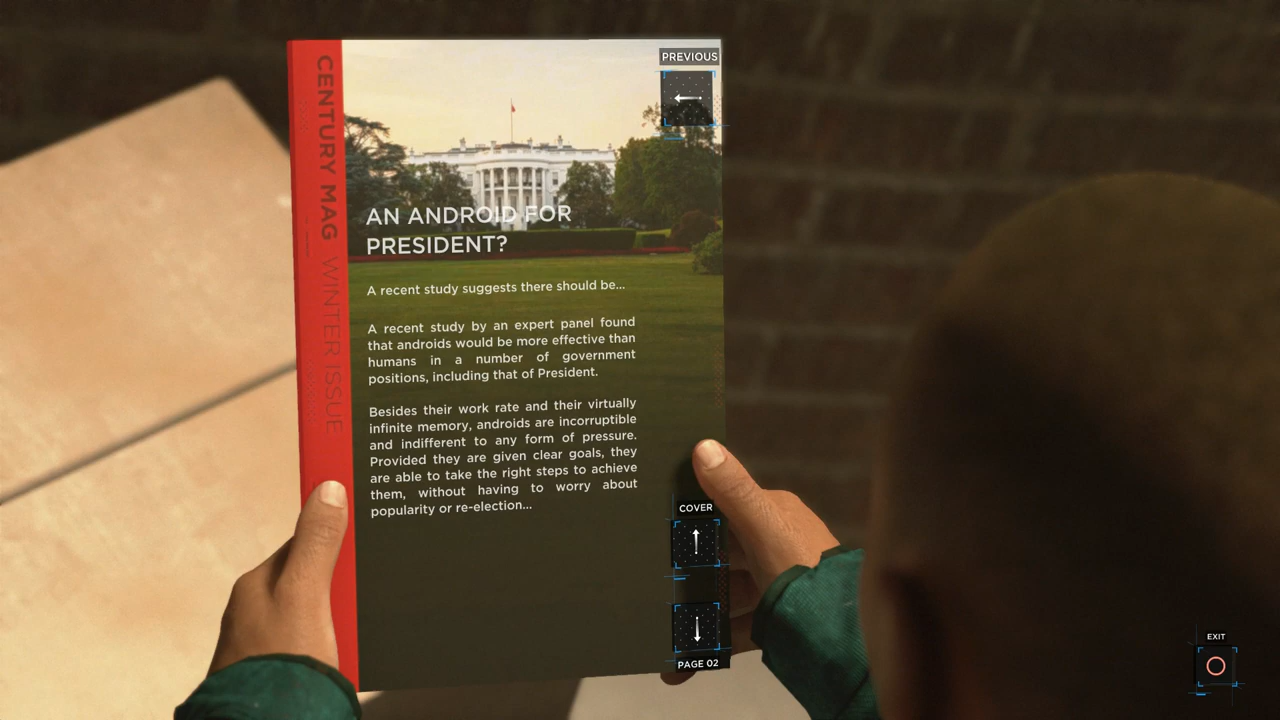 PREVIOUS
CENTURY MAG WINTER ISSUE
AN ANDROID FOR
PRESIDENT?
A recent study suggests there should be...
A recent study by an expert panel found
that androids would be more effective than
humans in a number of government
positions, including that of President.
Besides their work rate and their virtually
infinite memory, androids are incorruptible
and indifferent to any form of pressure.
Provided they are given clear goals, they
are able to take the right steps to achieve
them, without having to worry about
popularity or re-election...
COVER
PAGE 02
EXIT